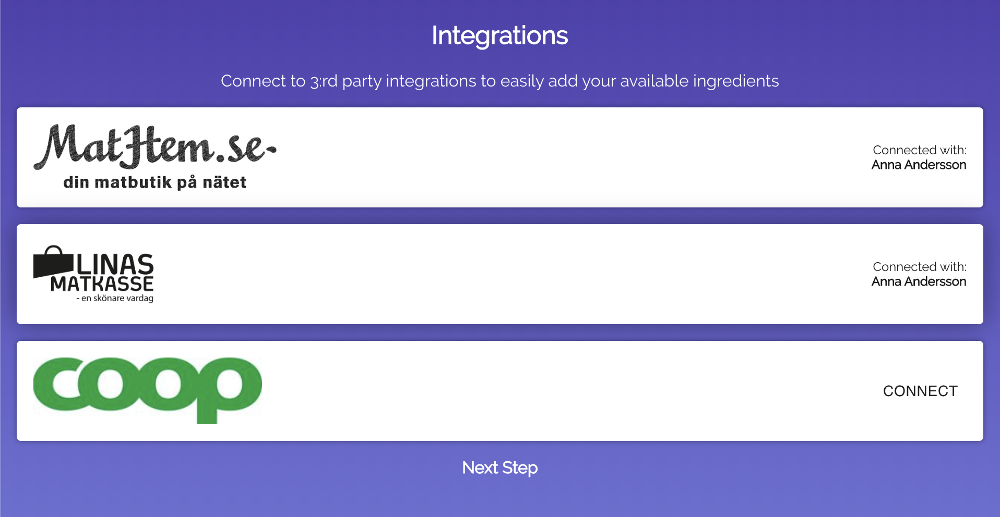 Integrations
Connect to 3:rd party integrations to easily add your available ingredients
MatHem.se
din matbutik på nätet
Connected with:
Anna Andersson
LINAS
MATKASSE
- en skönare vardag
Connected with:
Anna Andersson
coop
CONNECT
Next Step